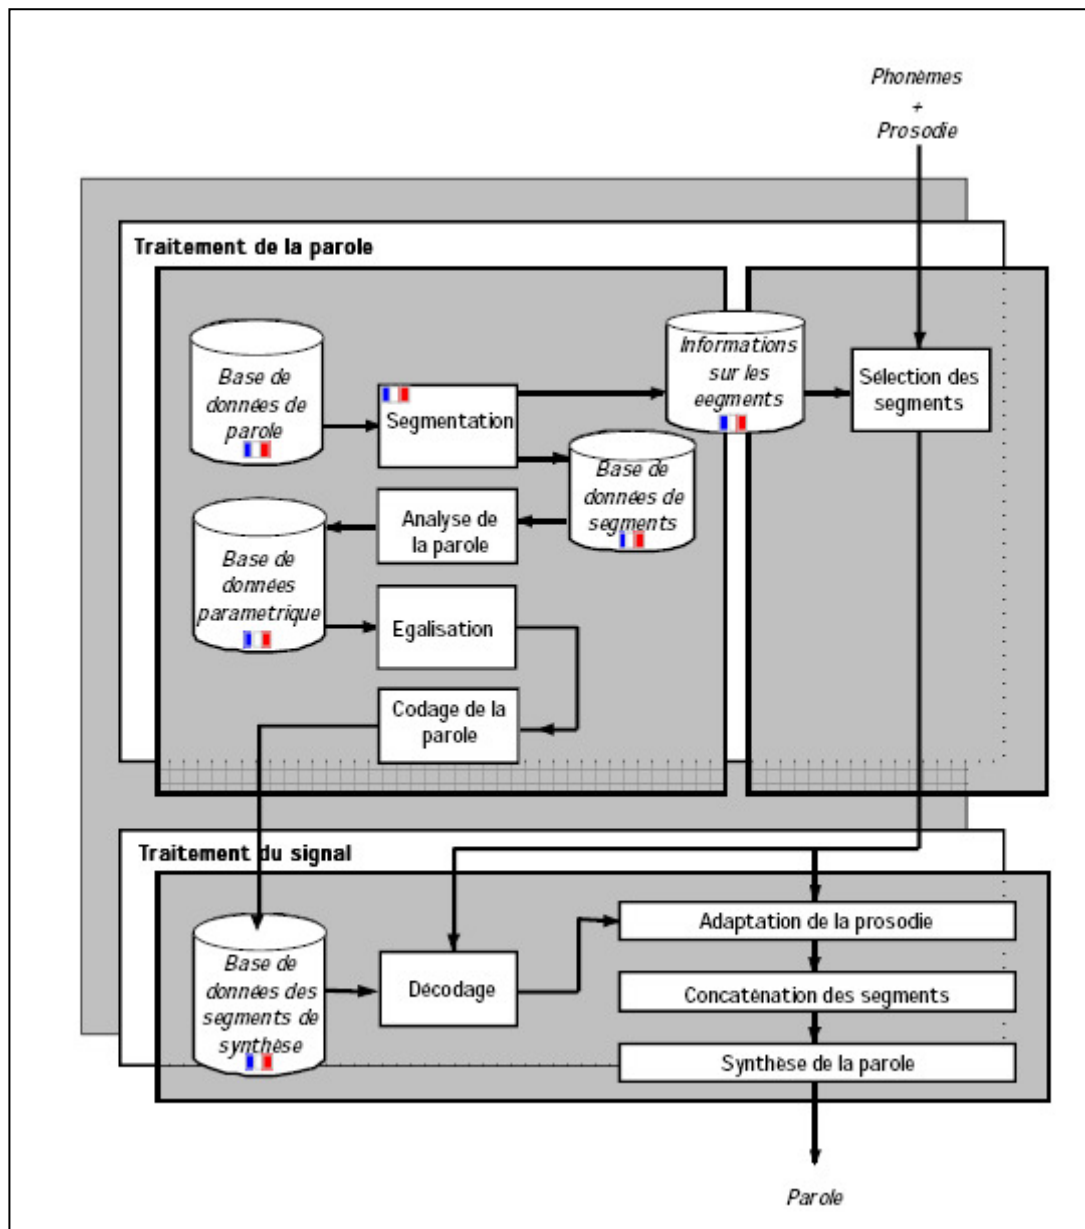 Phonèmes
+
Prosodie
Traitement de la parole
Base de
données de
parole
Segmentation
Informations
sur les
eegments
Sélection des
segments
Base de
données de
segments
Analyse de
la parole
Base de
données
parametrique
Egalisation
Codage de la
parole
Traitement du signal
Base de
données des
segments de
synthèse
Décodage
Adaptation de la prosodie
Concaténation des segments
Synthèse de la parole
Parole